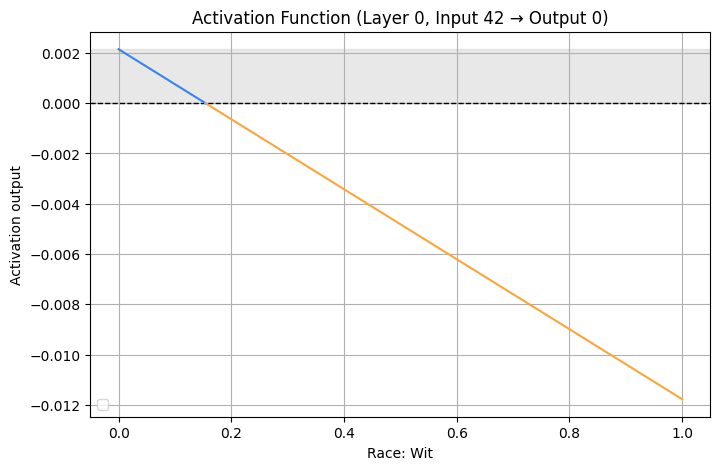 Activation Function (Layer 0, Input 42 → Output 0)
Activation output
0.002
0.000
−0.002
−0.004
−0.006
−0.008
−0.010
−0.012
0.0 0.2 0.4 0.6 0.8 1.0
Race: Wit